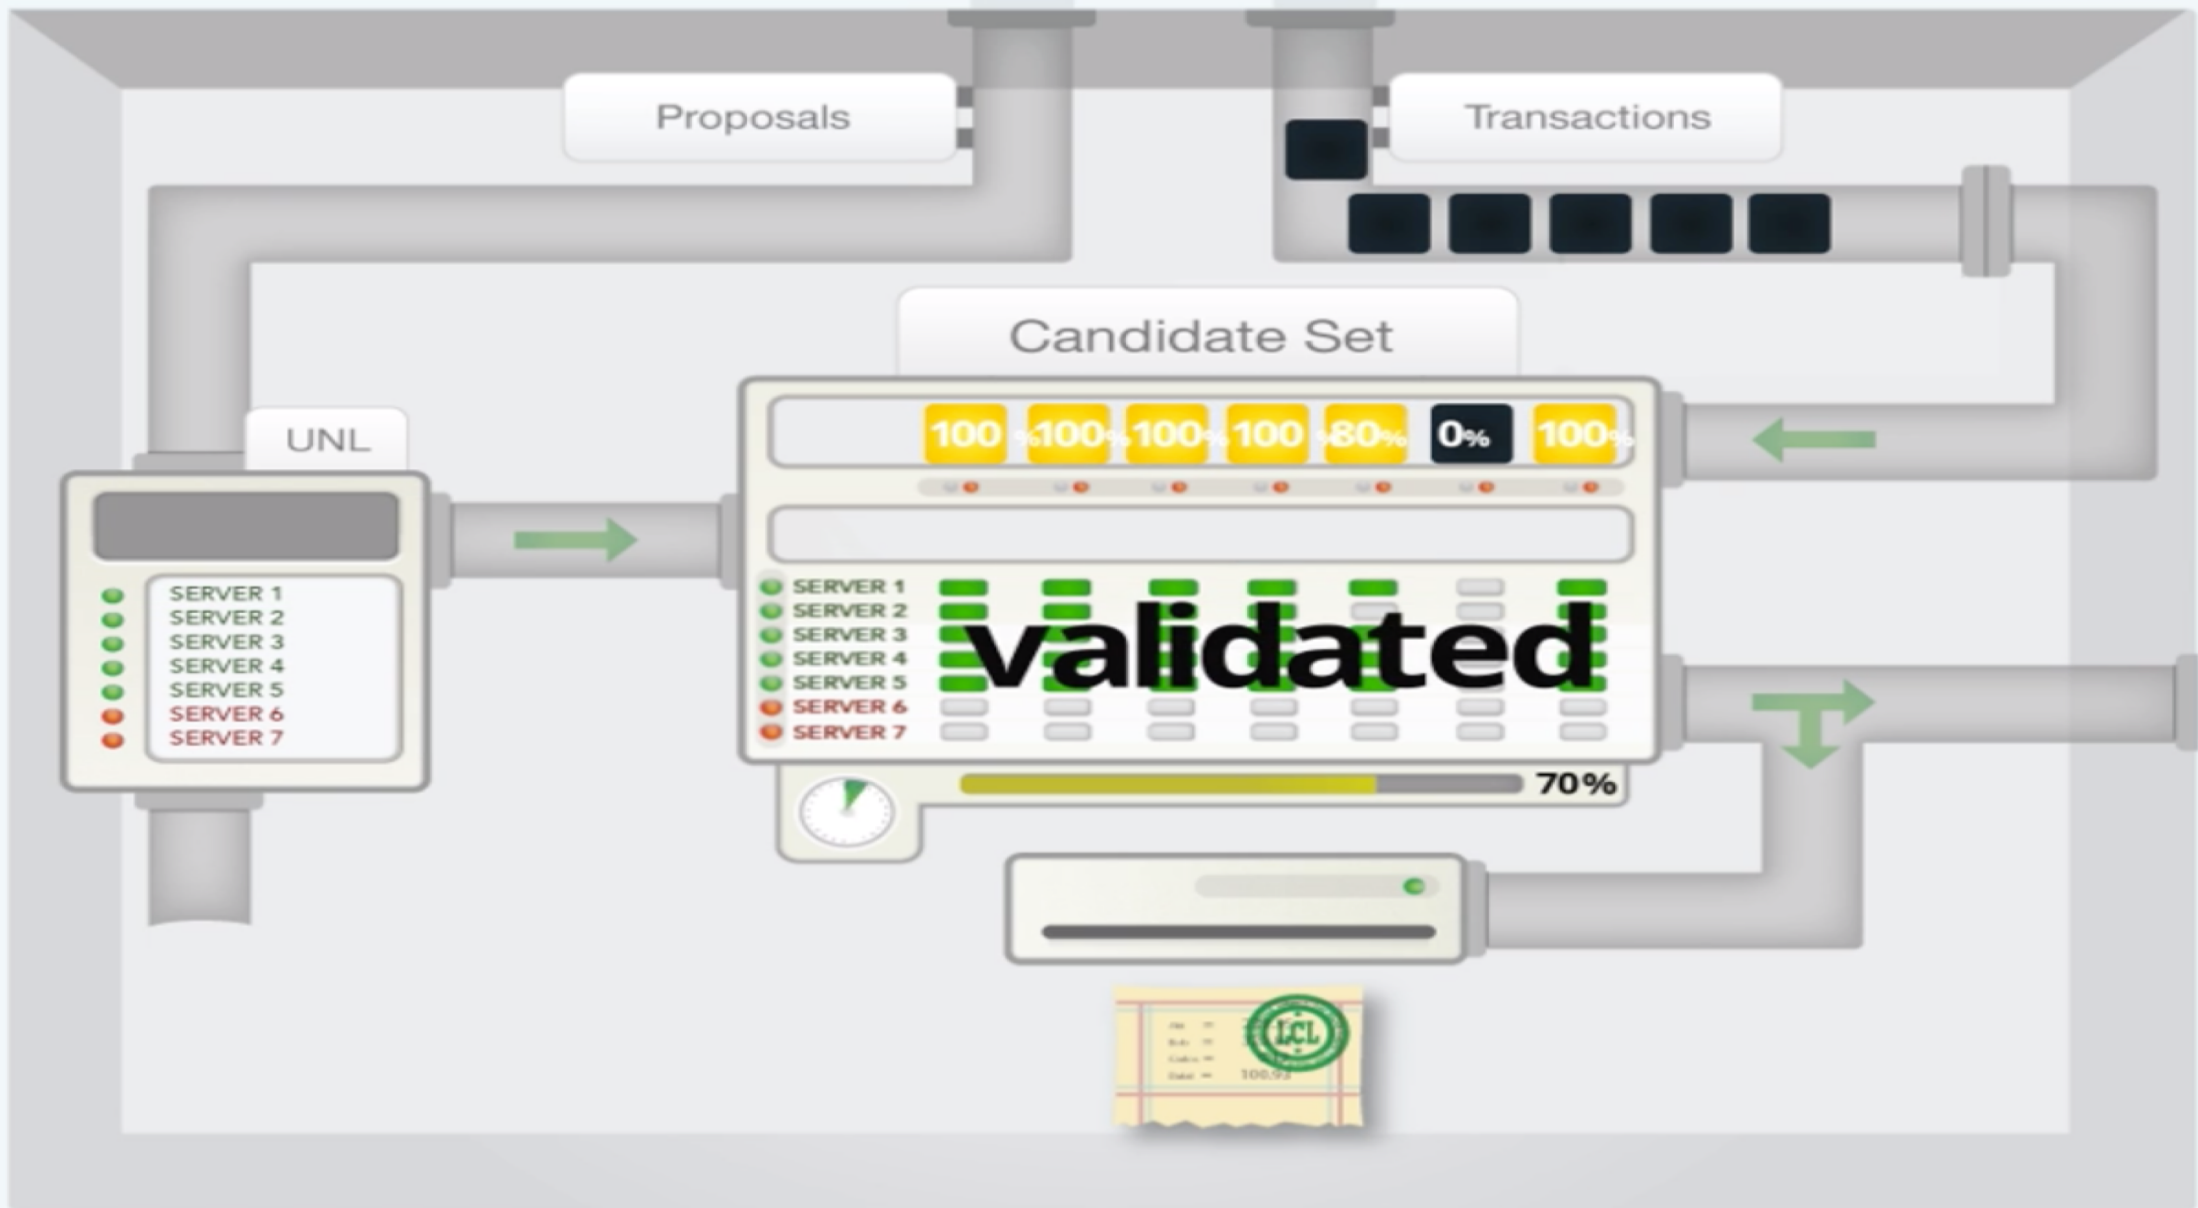 Proposals
Transactions
Candidate Set
100 % 100% 100% 100 % 80% 0% 100%
UNL
SERVER 1
SERVER 2
SERVER 3
SERVER 4
SERVER 5
SERVER 6
SERVER 7
SERVER 1
SERVER 2
SERVER 3
SERVER 4
SERVER 5
SERVER 6
SERVER 7
validated
70%
LCL
100.93